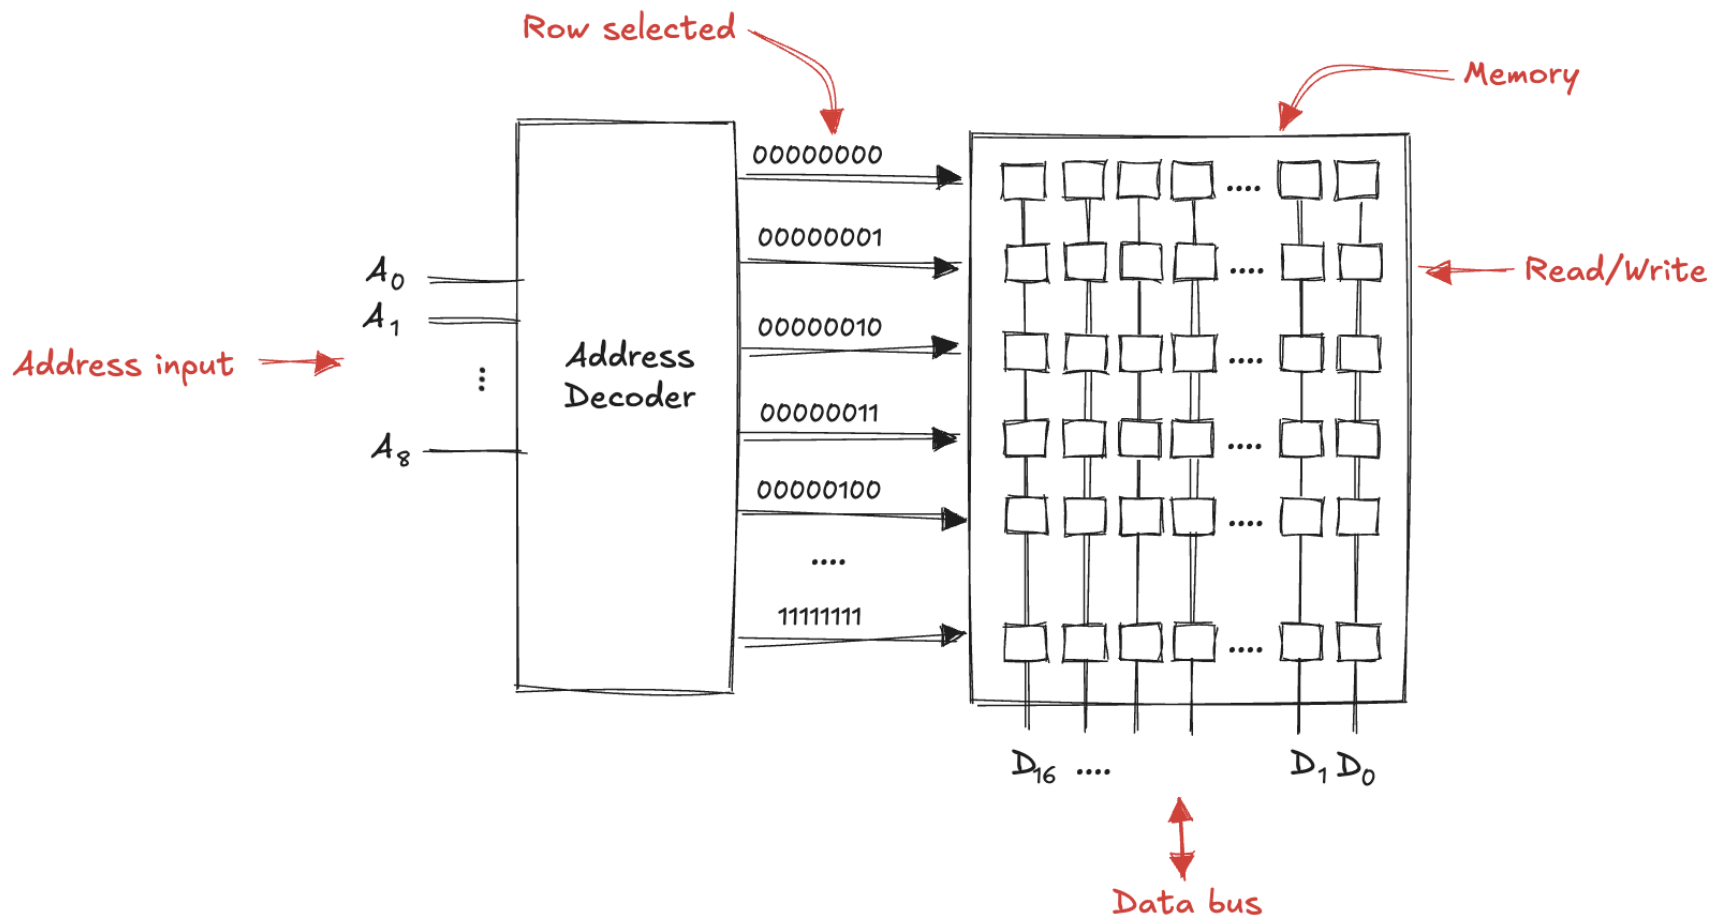 Row selected
Memory
00000000
....
00000001
Read/Write
....
A0
A1
00000010
Address input
Address
Decoder
....
00000011
A8
....
00000100
....
....
11111111
....
D16 .... D1 D0
Data bus